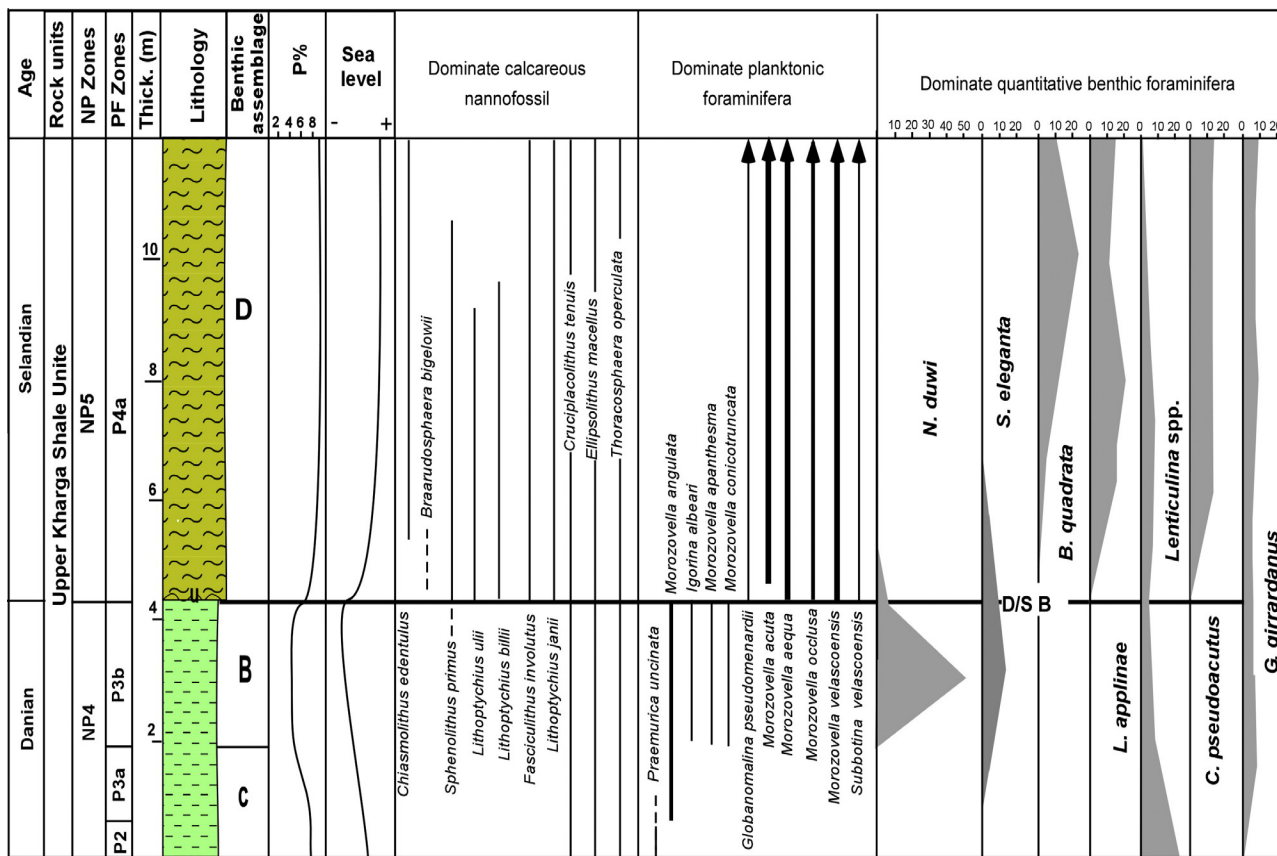 Age
Rock units
NP Zones
PF Zones
Thick. (m)
Lithology
Benthic
assemblage
P%
2 4 6 8
Sea
level
- +
Dominate calcareous
nannofossil
Dominate planktonic
foraminifera
Dominate quantitative benthic foraminifera
10 20 30 40 50
0 10 20
0 10 20
0 10 20
0 10 20
0 10 20
0 10 20
Selandian
Danian
Upper Kharga Shale Unite
NP5
NP4
P4a
P3b
P3a
P2
10
8
6
4
2
D
B
c
Chiasmolithus edentulus
Braarudosphaera bigelowii
Sphenolithus primus
Lithoptychius ulii
Lithoptychius billii
Fasciculithus involutus
Lithoptychius janii
Cruciplacolithus tenuis
Ellipsolithus macellus
Thoracosphaera operculata
Praemurica uncinata
Morozovella angulata
Igorina albeari
Morozovella apanthesma
Morozovella conicotruncata
Globanomalina pseudomenardii
Morozovella acuta
Morozovella aequa
Morozovella occlusa
Morozovella velascoensis
Subbotina velascoensis
N. duwi
S. eleganta
D/S B
B. quadrata
L. applinae
Lenticulina spp.
C. pseudoacutus
G. girrardanus